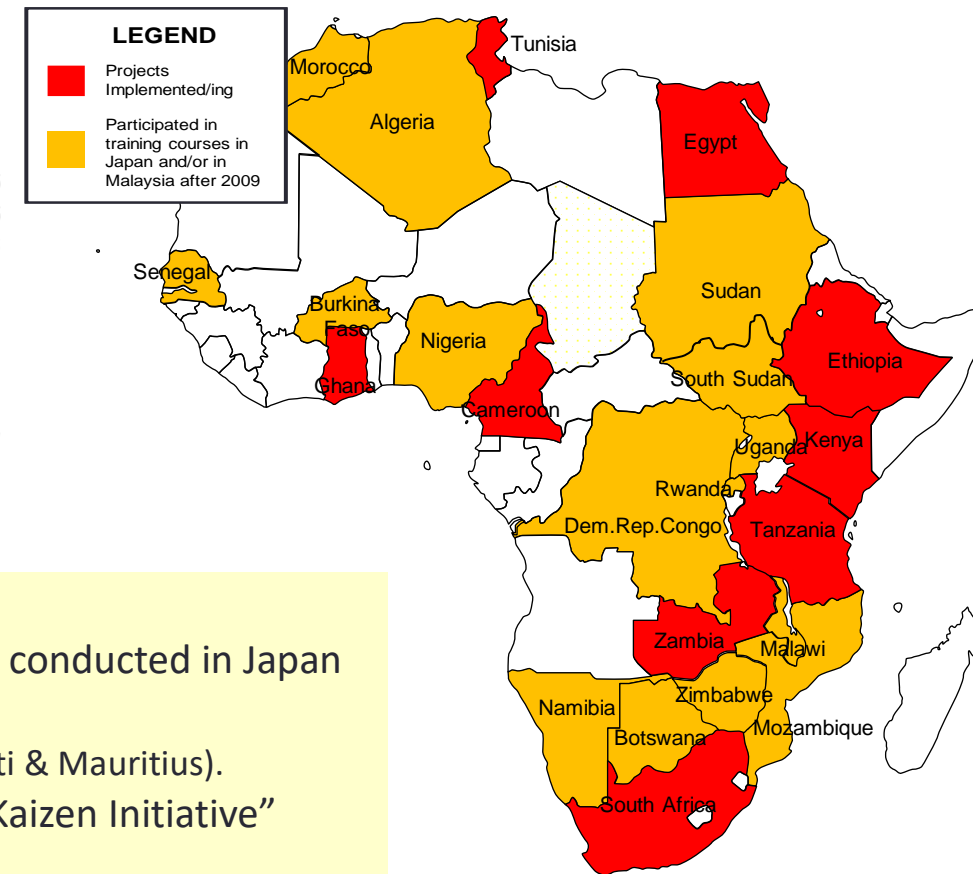 LEGEND
Projects
Implemented/ing
Participated in
training courses in
Japan and/or in
Malaysia after 2009
Tunisia
Morocco
Algeria
Egypt
Senegal
Burkina
Faso
Nigeria
Sudan
Ghana
Cameroon
South Sudan
Ethiopia
Uganda
Kenya
Rwanda
Dem.Rep.Congo
Tanzania
Zambia
Malawi
Zimbabwe
Namibia
Mozambique
Botswana
South Africa
conducted in Japan
ti & Mauritius).
Kaizen Initiative”